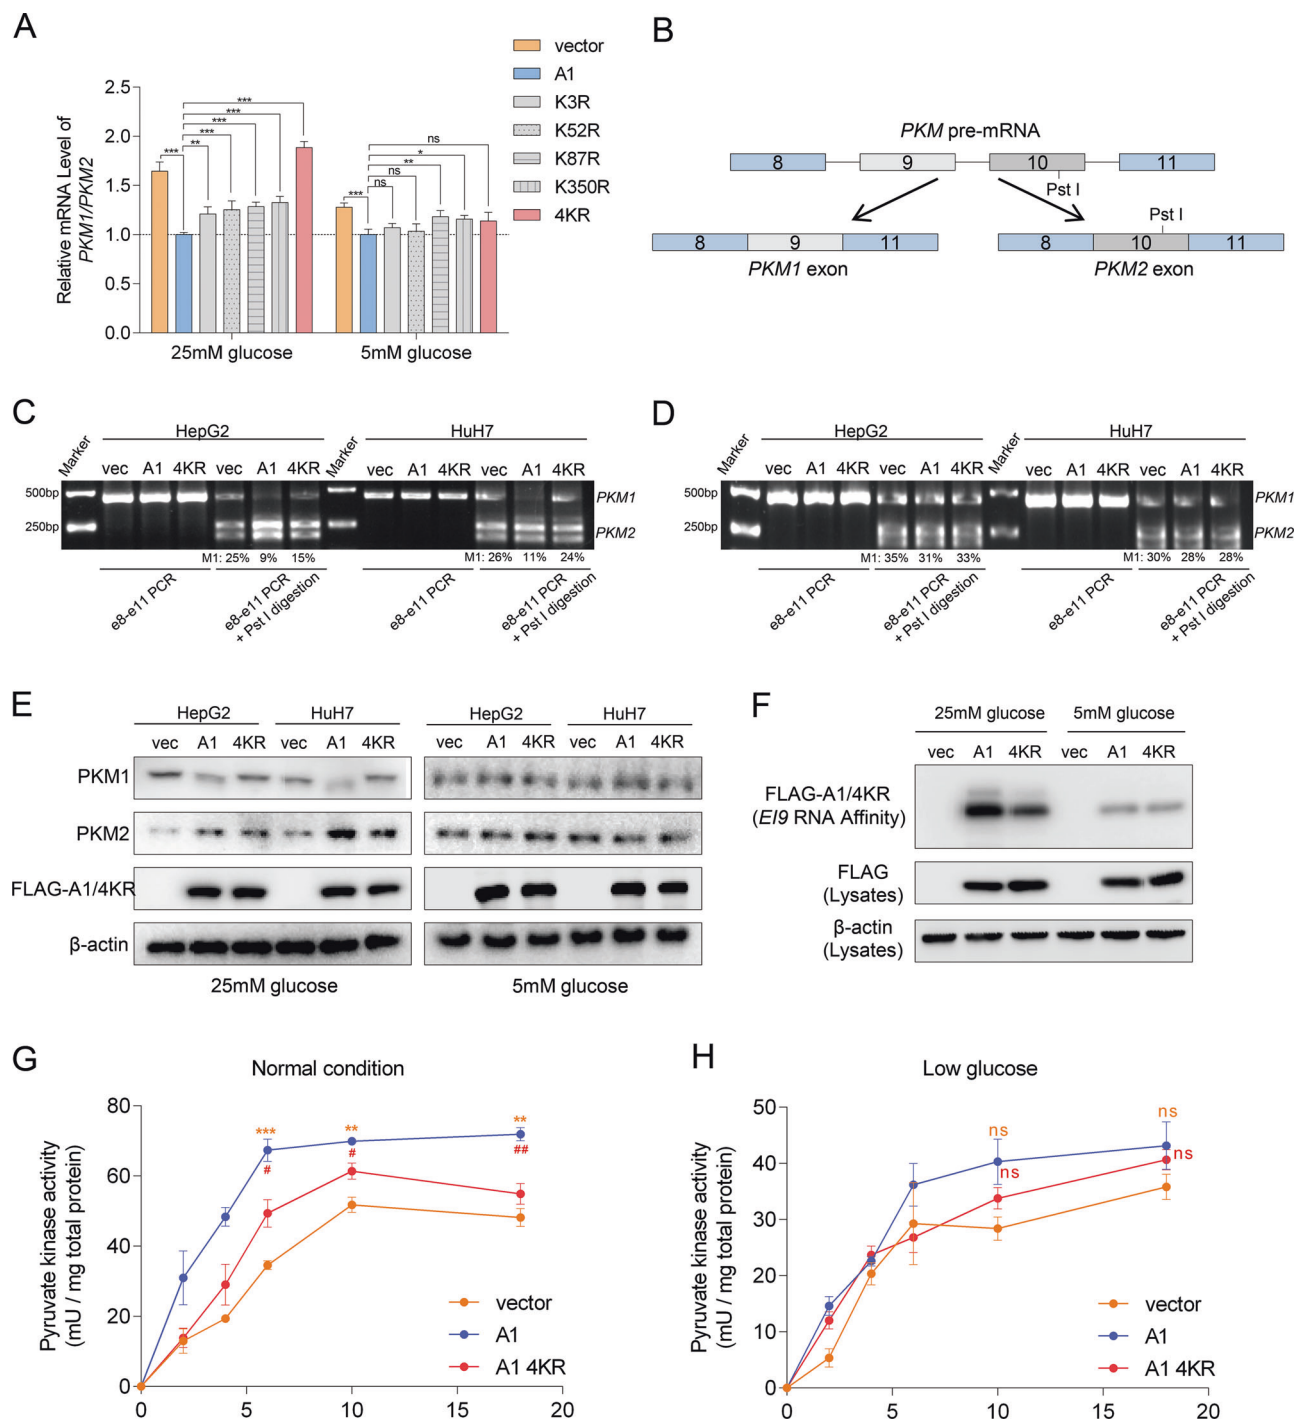 A
Relative mRNA Level of
PKM1/PKM2
2.5
2.0
1.5
1.0
0.5
0.0
***
***
***
***
**
***
ns
*
**
ns
***
25mM glucose
5mM glucose
vector
A1
K3R
K52R
K87R
K350R
4KR
B
PKM pre-mRNA
8
9
10
11
Pst I
Pst I
8
9
11
8
10
11
PKM1 exon
PKM2 exon
C
HepG2
HuH7
Marker
vec
A1
4KR
vec
A1
4KR
Marker
vec
A1
4KR
vec
A1
4KR
500bp
250bp
PKM1
PKM2
M1: 25%
9%
15%
M1: 26%
11%
24%
e8-e11 PCR
e8-e11 PCR
+ Pst I digestion
e8-e11 PCR
e8-e11 PCR
+ Pst I digestion
D
HepG2
HuH7
Marker
vec
A1
4KR
vec
A1
4KR
Marker
vec
A1
4KR
vec
A1
4KR
500bp
250bp
PKM1
PKM2
M1: 35%
31%
33%
M1: 30%
28%
28%
e8-e11 PCR
e8-e11 PCR
+ Pst I digestion
e8-e11 PCR
e8-e11 PCR
+ Pst I digestion
E
HepG2
HuH7
HepG2
HuH7
vec
A1
4KR
vec
A1
4KR
vec
A1
4KR
vec
A1
4KR
PKM1
PKM2
FLAG-A1/4KR
β-actin
25mM glucose
5mM glucose
F
25mM glucose
5mM glucose
vec
A1
4KR
vec
A1
4KR
FLAG-A1/4KR
(EI9 RNA Affinity)
FLAG
(Lysates)
β-actin
(Lysates)
G
Normal condition
Pyruvate kinase activity
(mU / mg total protein)
80
60
40
20
0
***
#
**
#
**
##
vector
A1
A1 4KR
0
5
10
15
20
H
Low glucose
Pyruvate kinase activity
(mU / mg total protein)
50
40
30
20
10
0
ns
ns
ns
ns
vector
A1
A1 4KR
0
5
10
15
20